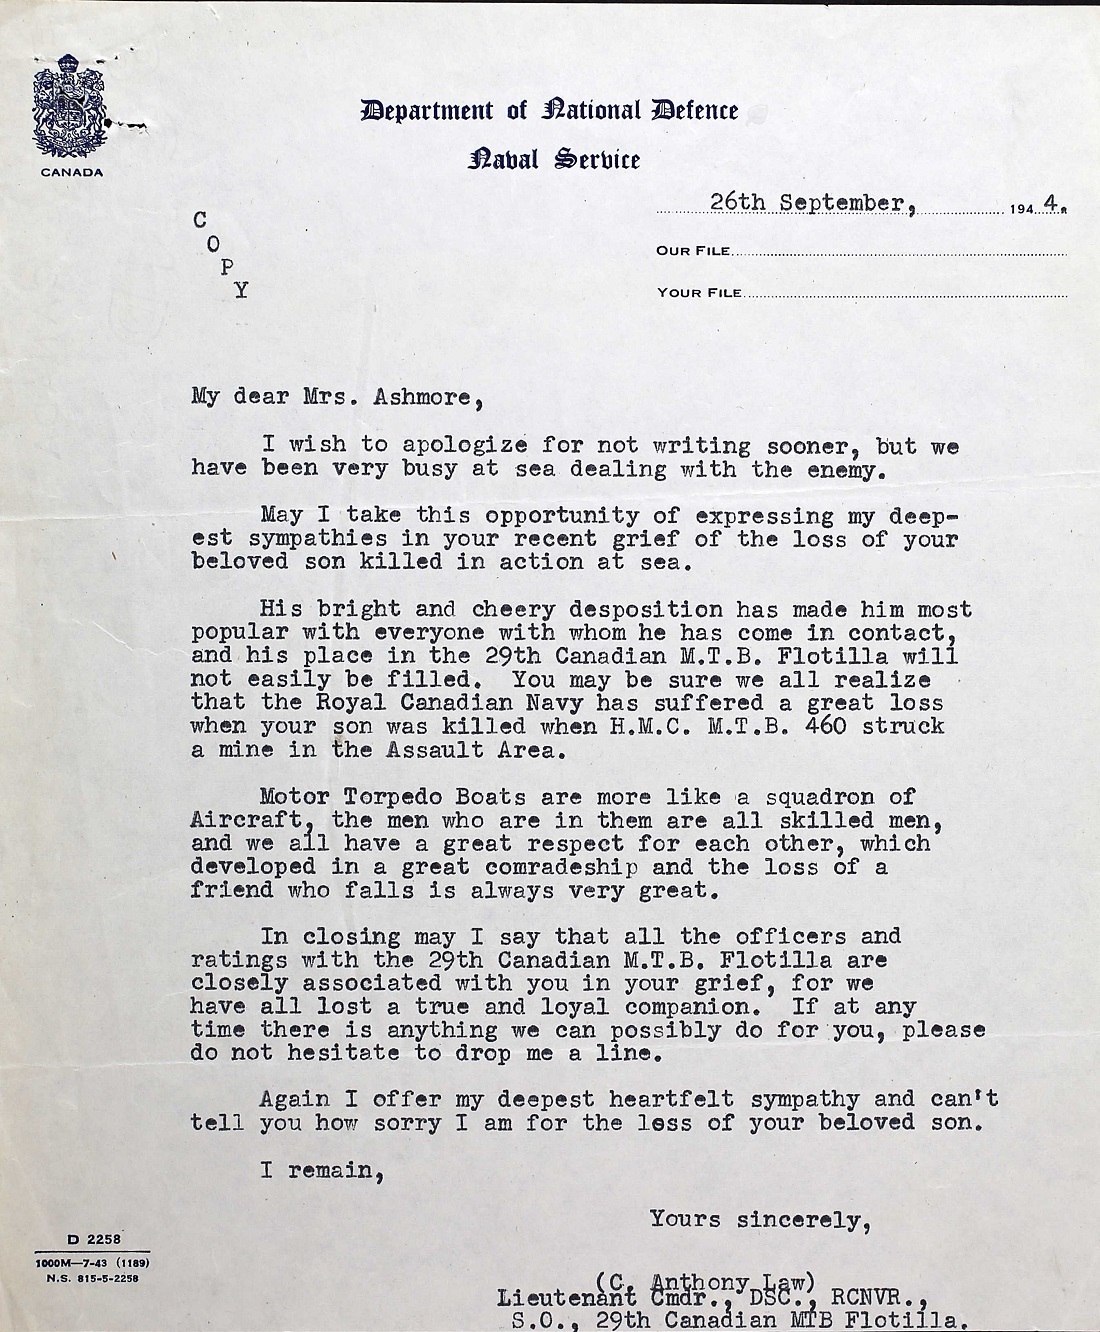 Department of National Defence
CANADA
Naval Service
26th September, 1944.
C
O
P
Y
OUR FILE
YOUR FILE
My dear Mrs. Ashmore,
I wish to apologize for not writing sooner, but we
have been very busy at sea dealing with the enemy.
May I take this opportunity of expressing my deep-
est sympathies in your recent grief of the loss of your
beloved son killed in action at sea.
His bright and cheery desposition has made him most
popular with everyone with whom he has come in contact,
and his place in the 29th Canadian M.T.B. Flotilla will
not easily be filled. You may be sure we all realize
that the Royal Canadian Navy has suffered a great loss
when your son was killed when H.M.C. M.T.B. 460 struck
a mine in the Assault Area.
Motor Torpedo Boats are more like a squadron of
Aircraft, the men who are in them are all skilled men,
and we all have a great respect for each other, which
developed in a great comradeship and the loss of a
friend who falls is always very great.
In closing may I say that all the officers and
ratings with the 29th Canadian M.T.B. Flotilla are
closely associated with you in your grief, for we
have all lost a true and loyal companion. If at any
time there is anything we can possibly do for you, please
do not hesitate to drop me a line.
Again I offer my deepest heartfelt sympathy and can't
tell you how sorry I am for the less of your beloved son.
I remain,
Yours sincerely,
(C. Anthony Law)
Lieutenant Cmdr., DSC., RCNVR.,
S.O., 29th Canadian MTB Flotilla.
D 2258
1000M—7-43 (1189)
N.S. 815-5-2258